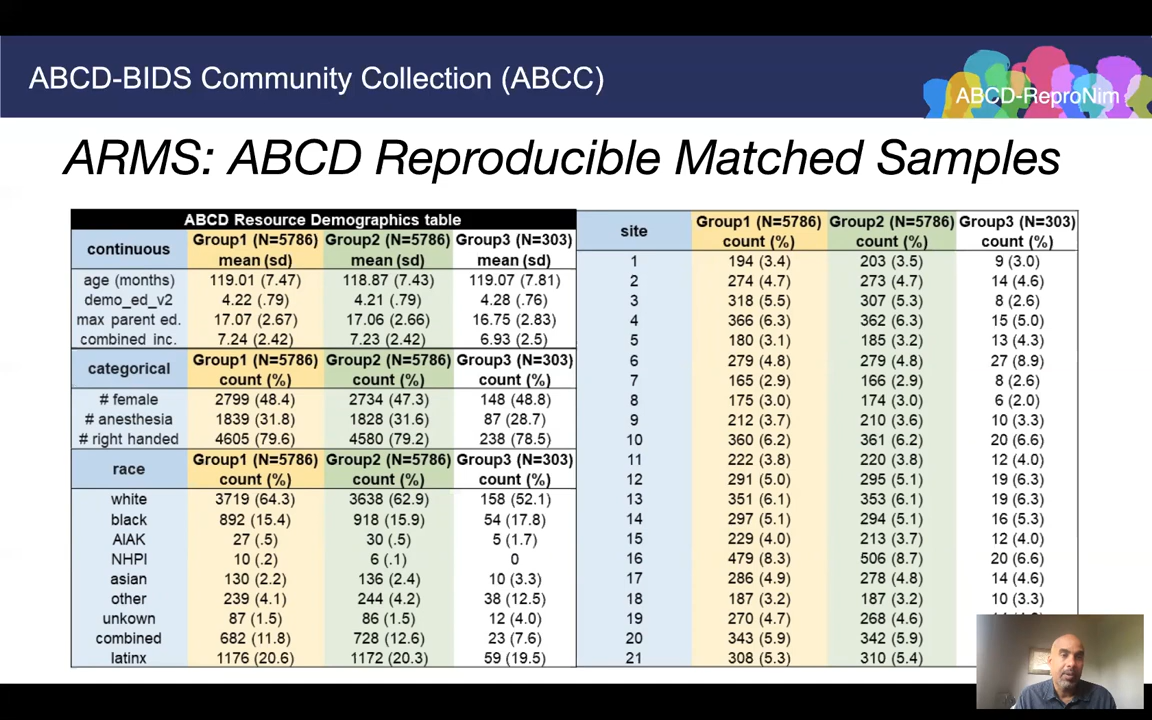 ABCD-BIDS Community Collection (ABCC)
ABCD-ReproNim
ARMS: ABCD Reproducible Matched Samples
ABCD Resource Demographics table
continuous Group1 (N=5786) mean (sd) Group2 (N=5786) mean (sd) Group3 (N=303) mean (sd)
age (months) 119.01 (7.47) 118.87 (7.43) 119.07 (7.81)
demo_ed_v2 4.22 (.79) 4.21 (.79) 4.28 (.76)
max parent ed. 17.07 (2.67) 17.06 (2.66) 16.75 (2.83)
combined inc. 7.24 (2.42) 7.23 (2.42) 6.93 (2.5)
categorical Group1 (N=5786) count (%) Group2 (N=5786) count (%) Group3 (N=303) count (%)
# female 2799 (48.4) 2734 (47.3) 148 (48.8)
# anesthesia 1839 (31.8) 1828 (31.6) 87 (28.7)
# right handed 4605 (79.6) 4580 (79.2) 238 (78.5)
race Group1 (N=5786) count (%) Group2 (N=5786) count (%) Group3 (N=303) count (%)
white 3719 (64.3) 3638 (62.9) 158 (52.1)
black 892 (15.4) 918 (15.9) 54 (17.8)
AIAK 27 (.5) 30 (.5) 5 (1.7)
NHPI 10 (.2) 6 (.1) 0
asian 130 (2.2) 136 (2.4) 10 (3.3)
other 239 (4.1) 244 (4.2) 38 (12.5)
unkown 87 (1.5) 86 (1.5) 12 (4.0)
combined 682 (11.8) 728 (12.6) 23 (7.6)
latinx 1176 (20.6) 1172 (20.3) 59 (19.5)
site Group1 (N=5786) count (%) Group2 (N=5786) count (%) Group3 (N=303) count (%)
1 194 (3.4) 203 (3.5) 9 (3.0)
2 274 (4.7) 273 (4.7) 14 (4.6)
3 318 (5.5) 307 (5.3) 8 (2.6)
4 366 (6.3) 362 (6.3) 15 (5.0)
5 180 (3.1) 185 (3.2) 13 (4.3)
6 279 (4.8) 279 (4.8) 27 (8.9)
7 165 (2.9) 166 (2.9) 8 (2.6)
8 175 (3.0) 174 (3.0) 6 (2.0)
9 212 (3.7) 210 (3.6) 10 (3.3)
10 360 (6.2) 361 (6.2) 20 (6.6)
11 222 (3.8) 220 (3.8) 12 (4.0)
12 291 (5.0) 295 (5.1) 19 (6.3)
13 351 (6.1) 353 (6.1) 19 (6.3)
14 297 (5.1) 294 (5.1) 16 (5.3)
15 229 (4.0) 213 (3.7) 12 (4.0)
16 479 (8.3) 506 (8.7) 20 (6.6)
17 286 (4.9) 278 (4.8) 14 (4.6)
18 187 (3.2) 187 (3.2) 10 (3.3)
19 270 (4.7) 268 (4.6)
20 343 (5.9) 342 (5.9)
21 308 (5.3) 310 (5.4)